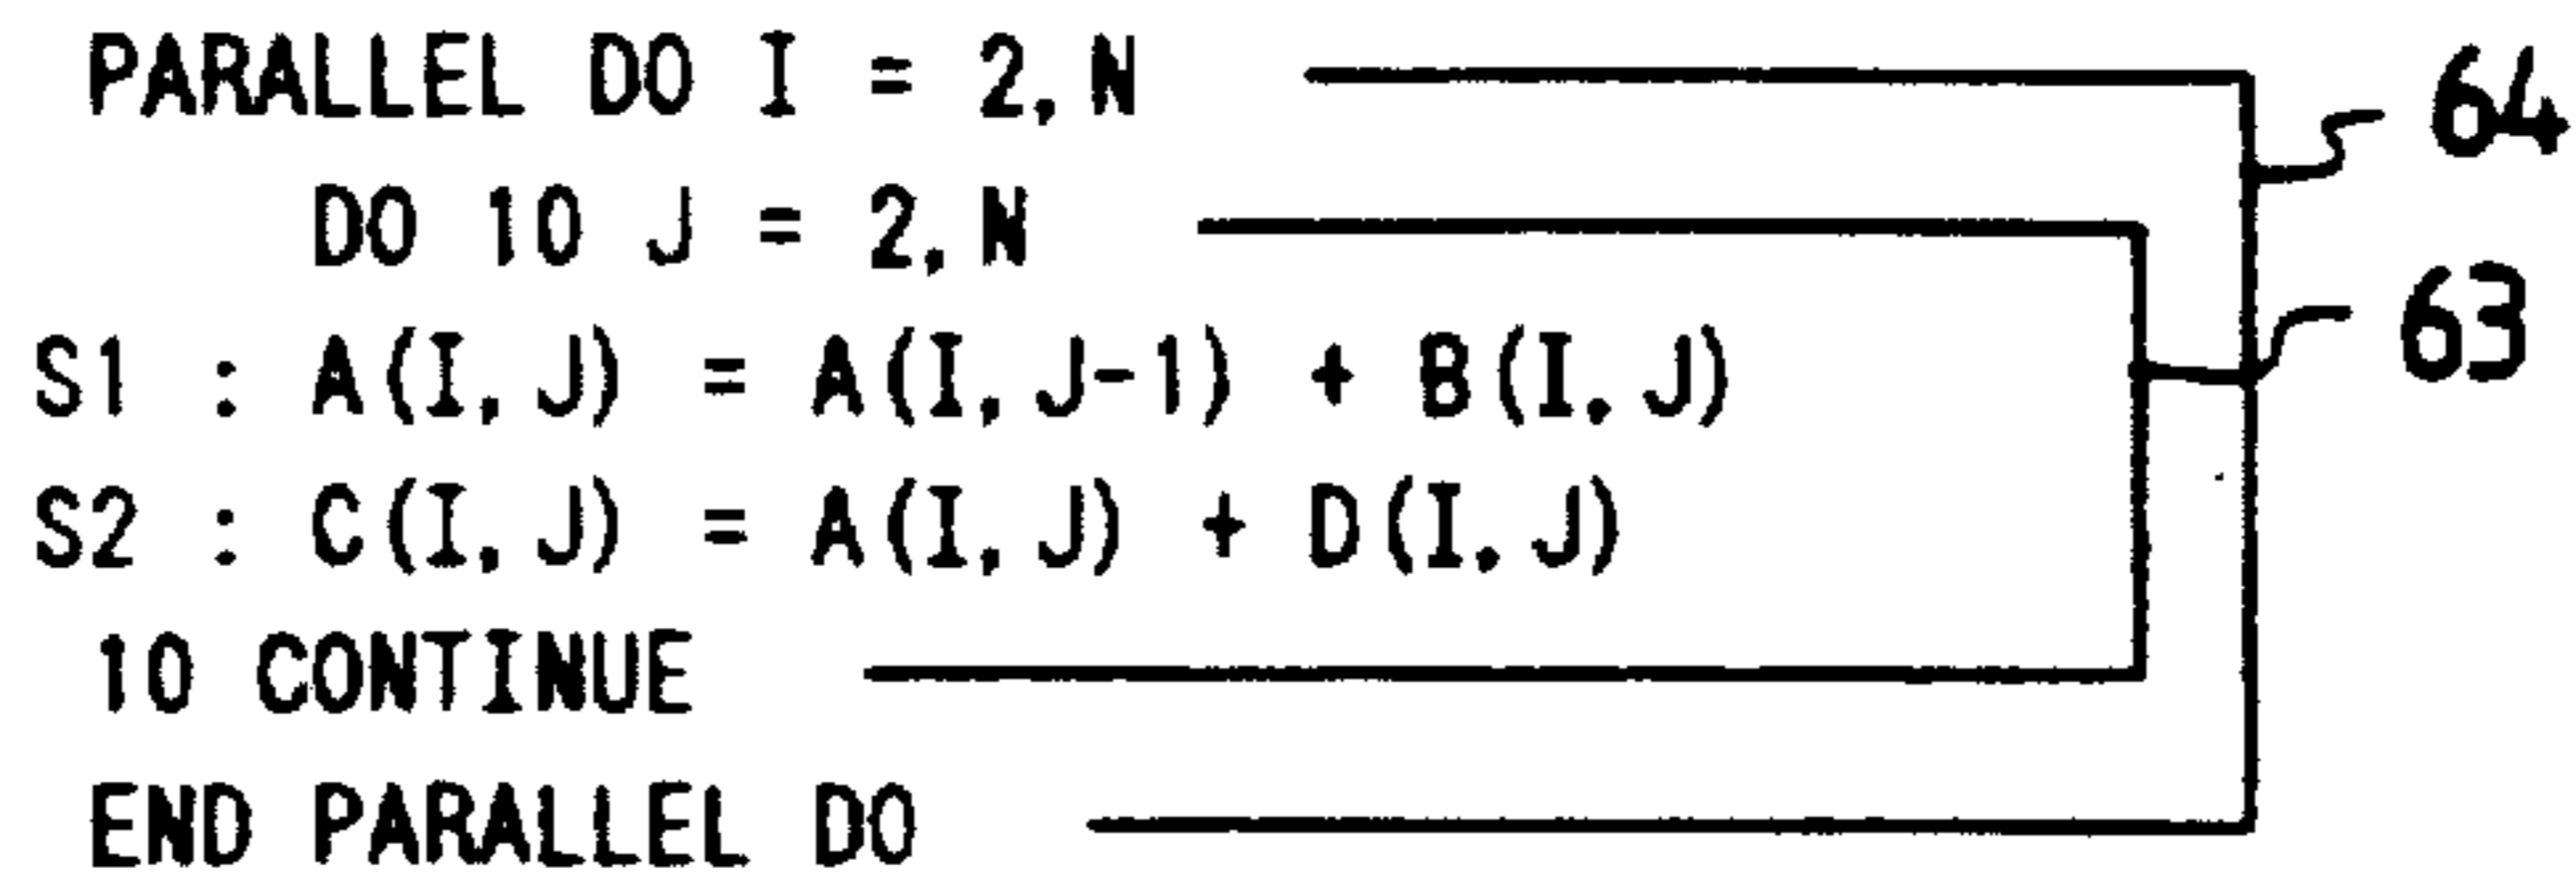 PARALLEL DO I = 2, N
64
DO 10 J = 2, N
S1 : A(I, J) = A(I, J-1) + B(I, J)
63
S2 : C(I, J) = A(I, J) + D(I, J)
10 CONTINUE
END PARALLEL DO